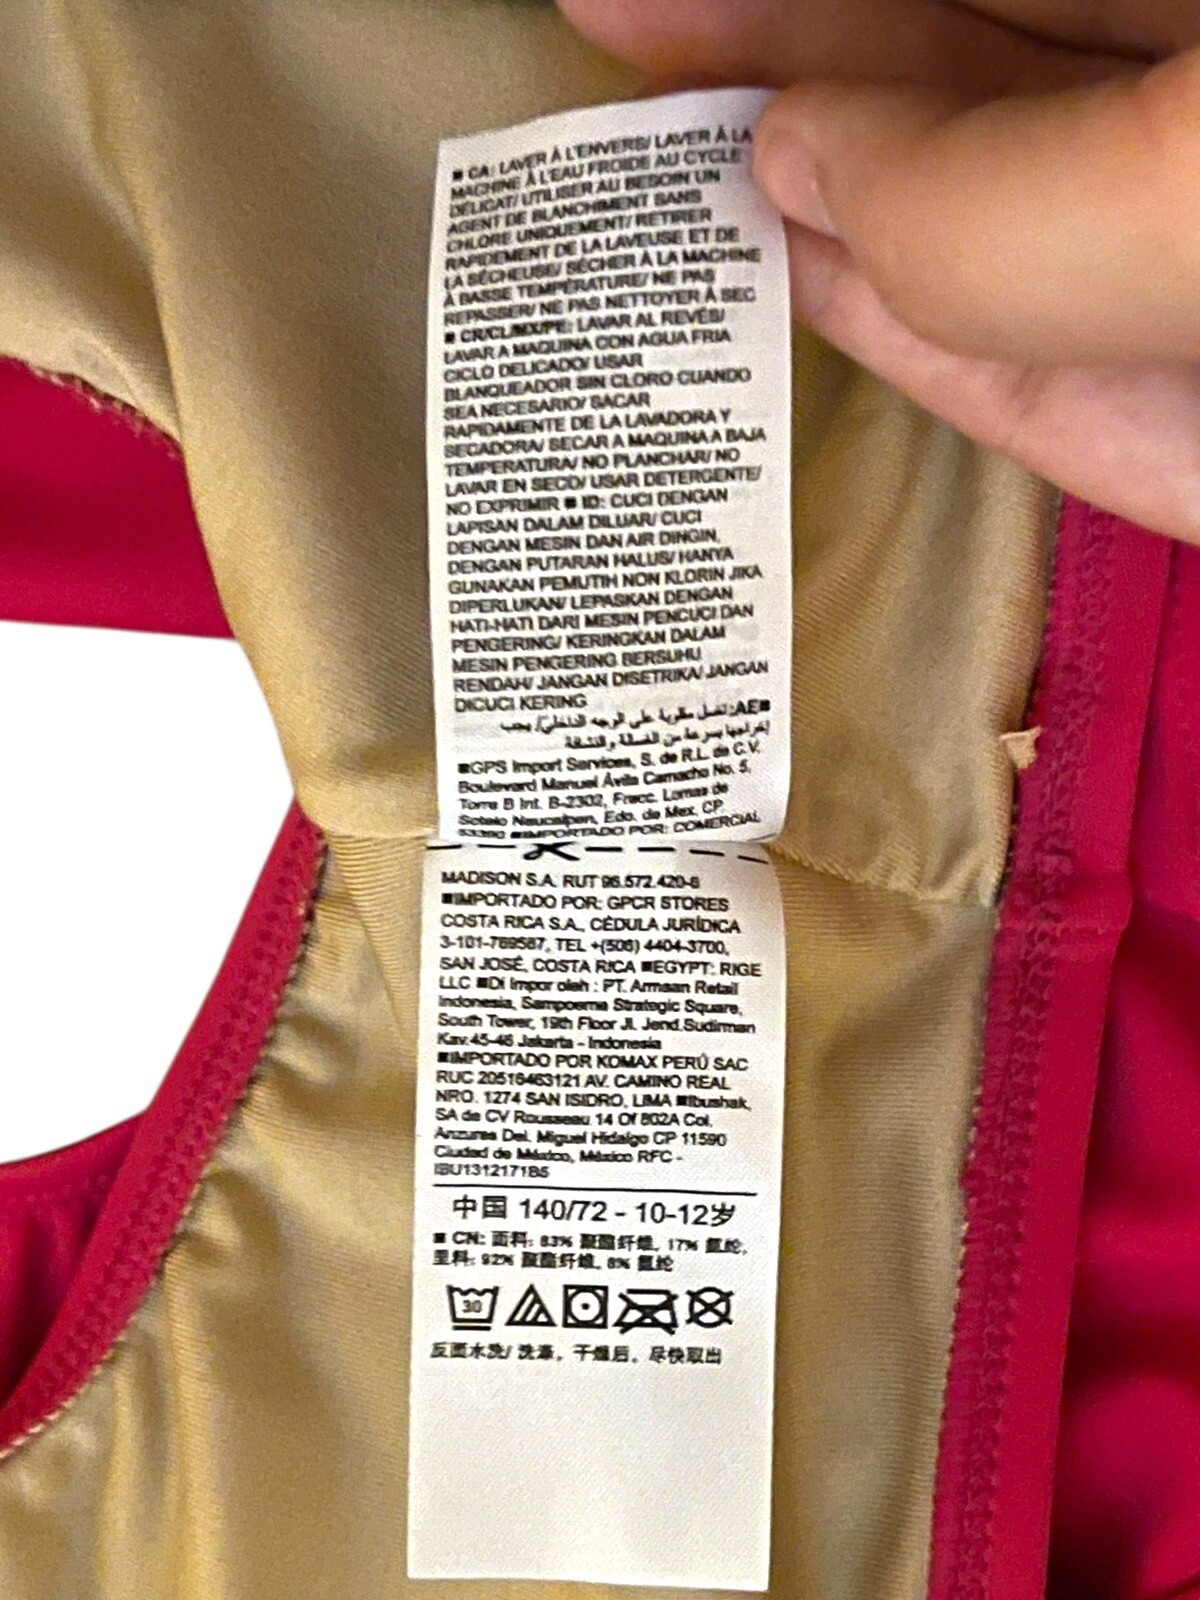 ■ CA: LAVER À L'ENVERS/ LAVER À LA
MACHINE À L'EAU FROIDE AU CYCLE
DÉLICAT/ UTILISER AU BESOIN UN
AGENT DE BLANCHIMENT SANS
CHLORE UNIQUEMENT/ RETIRER
RAPIDEMENT DE LA LAVEUSE ET DE
LA SÉCHEUSE/ SÉCHER À LA MACHINE
À BASSE TEMPÉRATURE/ NE PAS
REPASSER/ NE PAS NETTOYER À SEC
■ CR/CL/MX/PE: LAVAR AL REVÉS/
LAVAR A MAQUINA CON AGUA FRIA
CICLO DELICADO/ USAR
BLANQUEADOR SIN CLORO CUANDO
SEA NECESARIO/ SACAR
RAPIDAMENTE DE LA LAVADORA Y
SECADORA/ SECAR A MAQUINA A BAJA
TEMPERATURA/ NO PLANCHAR/ NO
LAVAR EN SECO/ USAR DETERGENTE/
NO EXPRIMIR ■ ID: CUCI DENGAN
LAPISAN DALAM DILUAR/ CUCI
DENGAN MESIN DAN AIR DINGIN,
DENGAN PUTARAN HALUS/ HANYA
GUNAKAN PEMUTIH NON KLORIN JIKA
DIPERLUKAN/ LEPASKAN DENGAN
HATI-HATI DARI MESIN PENCUCI DAN
PENGERING/ KERINGKAN DALAM
MESIN PENGERING BERSUHU
RENDAH/ JANGAN DISETRIKA/ JANGAN
DICUCI KERING
■AE: تغسل مقلوبة على الوجه الداخلي/ يجب
إخراجها بسرعة من الغسالة والنشافة
■GPS Import Services, S. de R.L. de C.V.
Boulevard Manuel Ávila Camacho No. 5,
Torre B Int. B-2302, Fracc. Lomas de
Sotelo Naucalpan, Edo. de Mex. CP.
53390 ■IMPORTADO POR: COMERCIAL
MADISON S.A. RUT 96.572.420-6
■IMPORTADO POR: GPCR STORES
COSTA RICA S.A., CÉDULA JURÍDICA
3-101-769587, TEL +(506) 4404-3700,
SAN JOSÉ, COSTA RICA ■EGYPT: RIGE
LLC ■Di Impor oleh : PT. Armaan Retail
Indonesia, Sampoerna Strategic Square,
South Tower, 19th Floor Jl. Jend.Sudirman
Kav.45-46 Jakarta - Indonesia
■IMPORTADO POR KOMAX PERÚ SAC
RUC 20516463121 AV. CAMINO REAL
NRO. 1274 SAN ISIDRO, LIMA ■Ibushak,
SA de CV Rousseau 14 Of 802A Col.
Anzures Del. Miguel Hidalgo CP 11590
Ciudad de México, México RFC -
IBU1312171B5
中国 140/72 - 10-12岁
■ CN: 面料: 83% 聚酯纤维, 17% 氨纶,
里料: 92% 聚酯纤维, 8% 氨纶
30
反面水洗/ 洗涤, 干燥后, 尽快取出